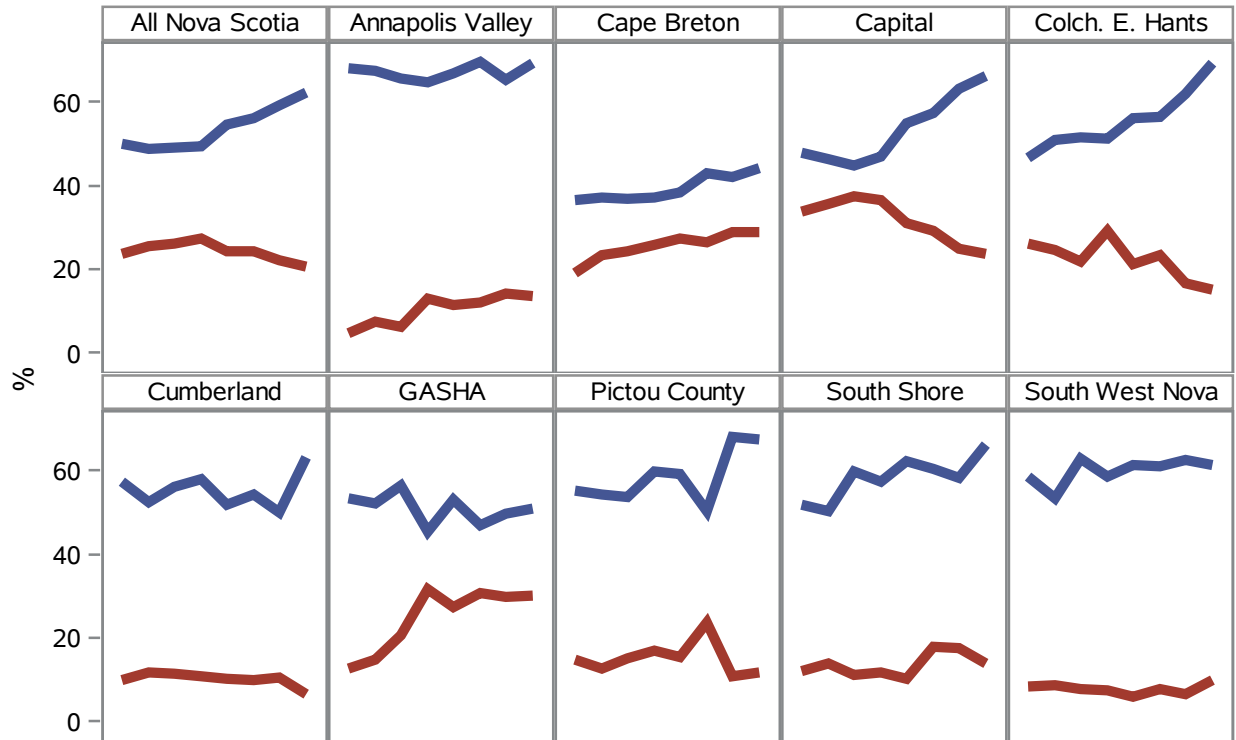 All Nova Scotia
Annapolis Valley
Cape Breton
Capital
Colch. E. Hants
60
40
20
0
%
Cumberland
GASHA
Pictou County
South Shore
South West Nova
60
40
20
0